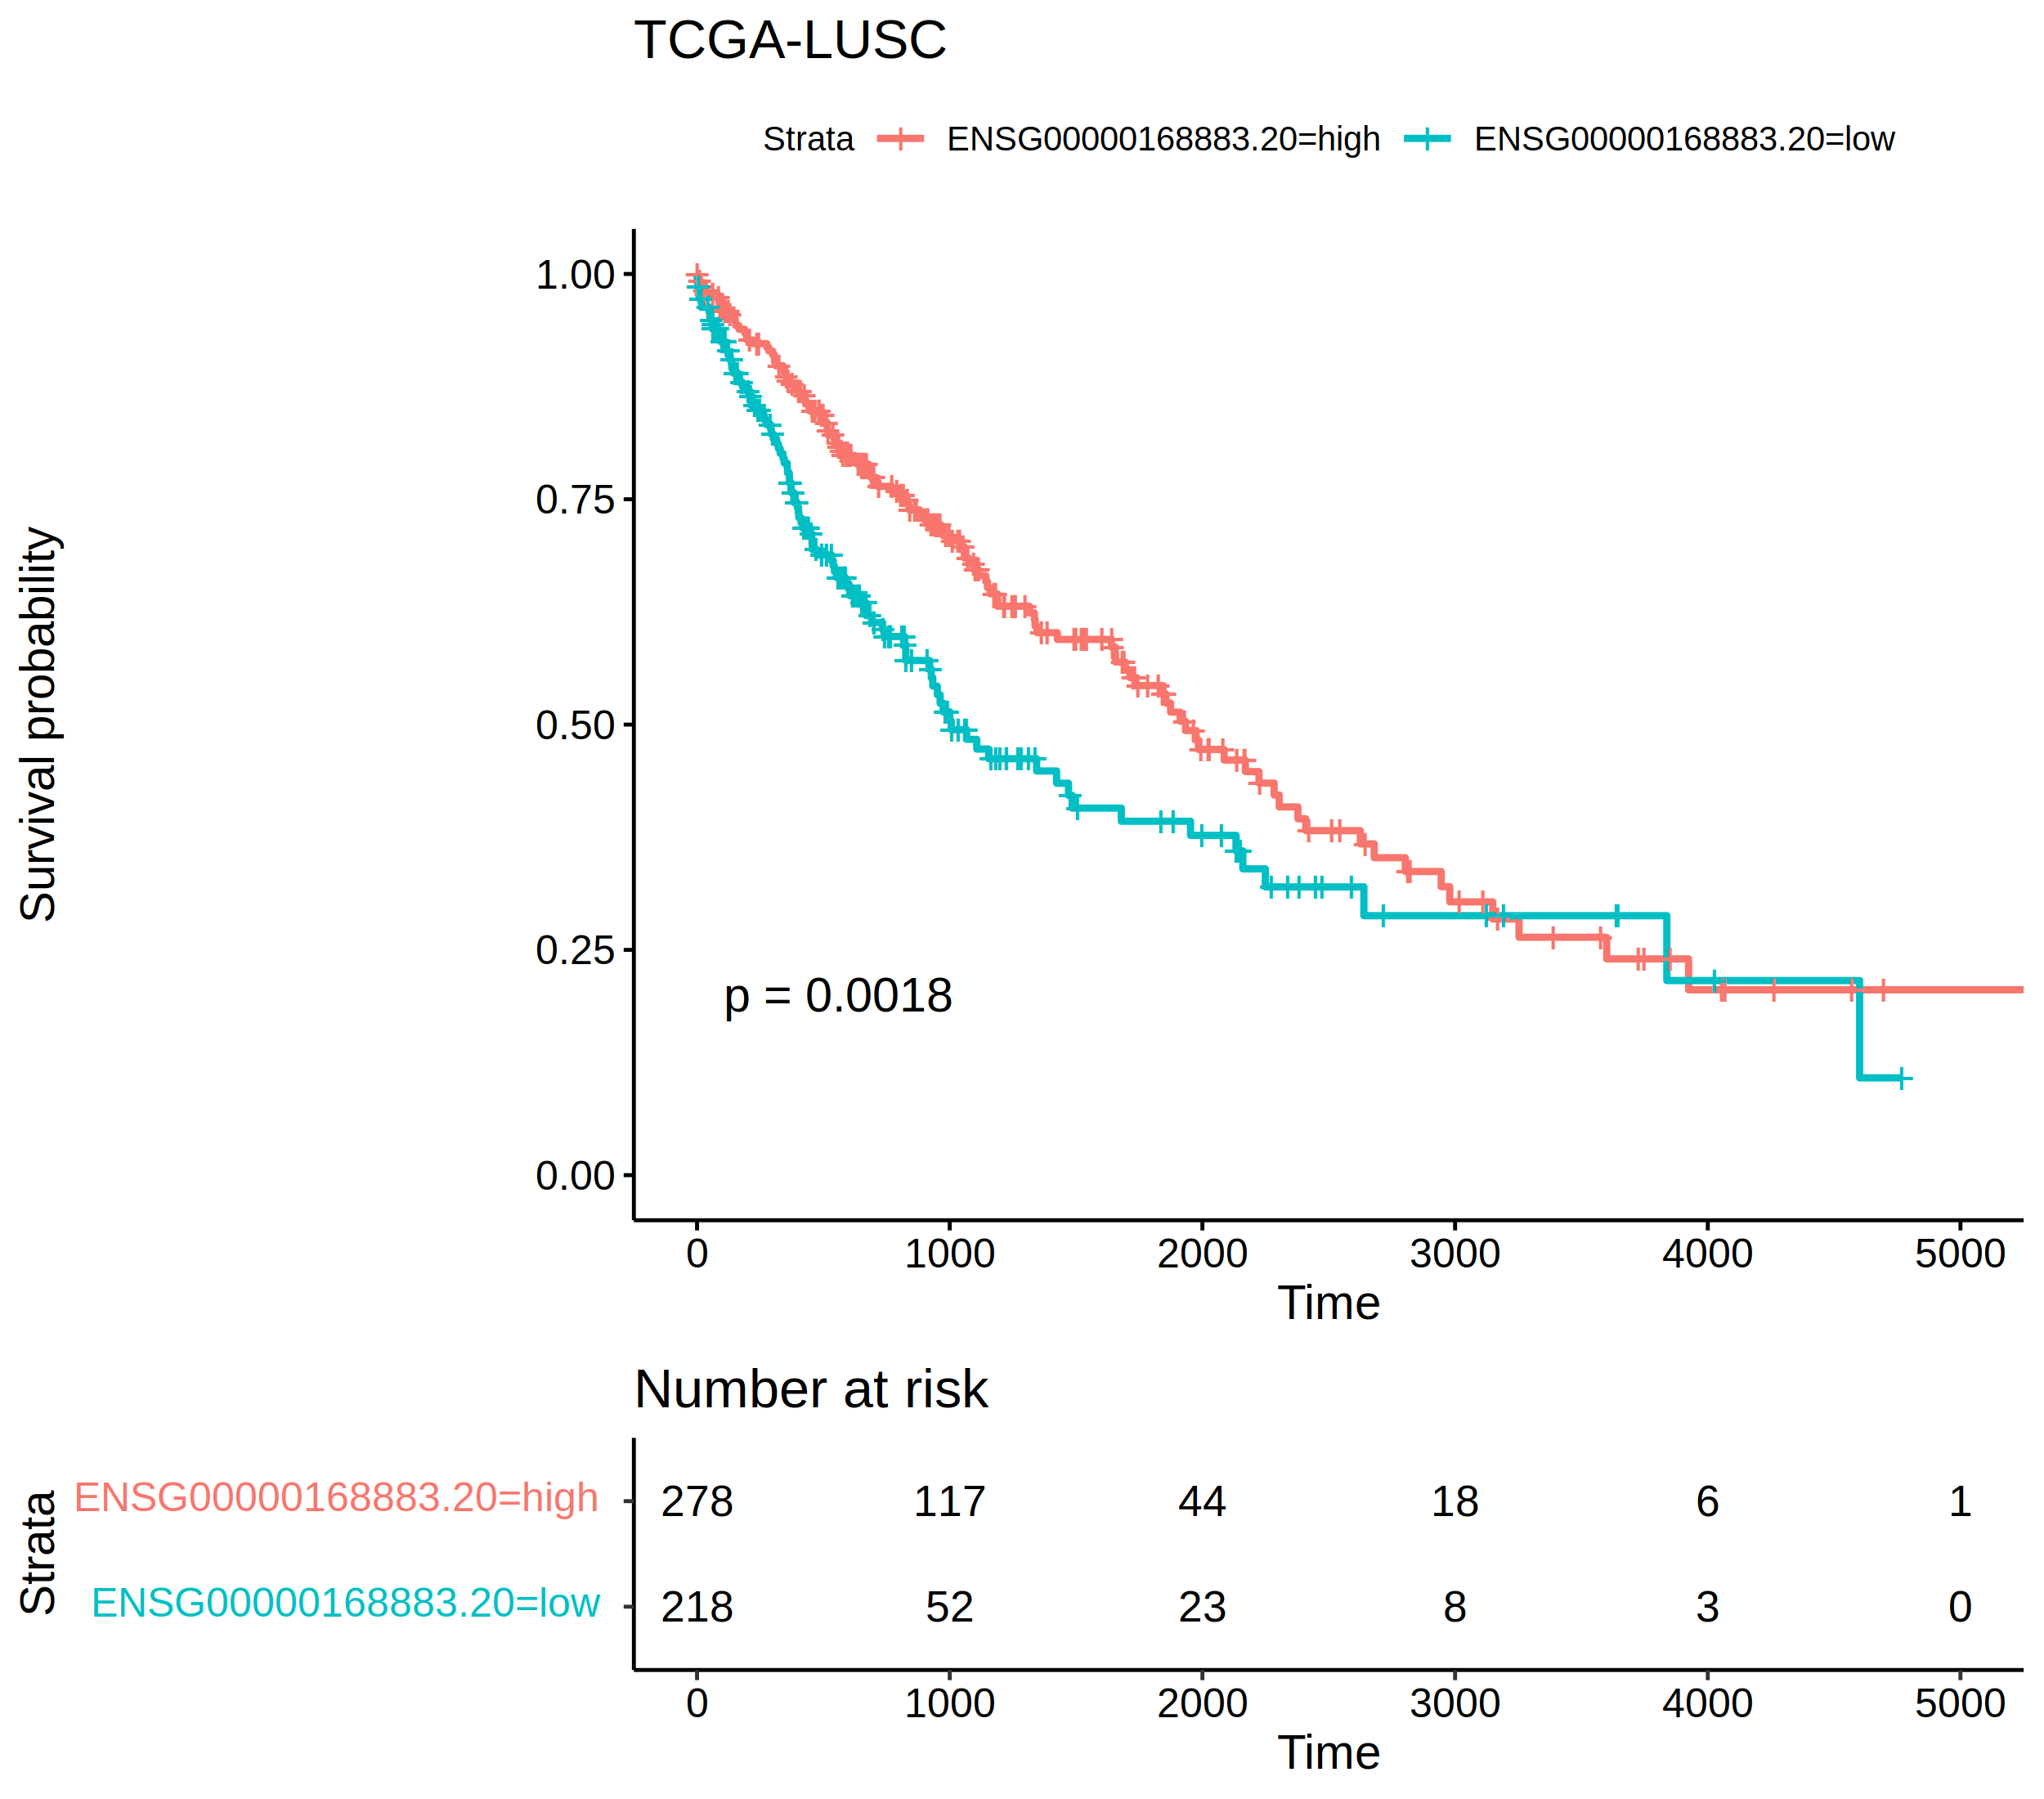 TCGA-LUSC
Strata ENSG00000168883.20=high ENSG00000168883.20=low
Survival probability
1.00
0.75
0.50
0.25
0.00
p = 0.0018
0 1000 2000 3000 4000 5000
Time
Number at risk
Strata
ENSG00000168883.20=high 278 117 44 18 6 1
ENSG00000168883.20=low 218 52 23 8 3 0
0 1000 2000 3000 4000 5000
Time